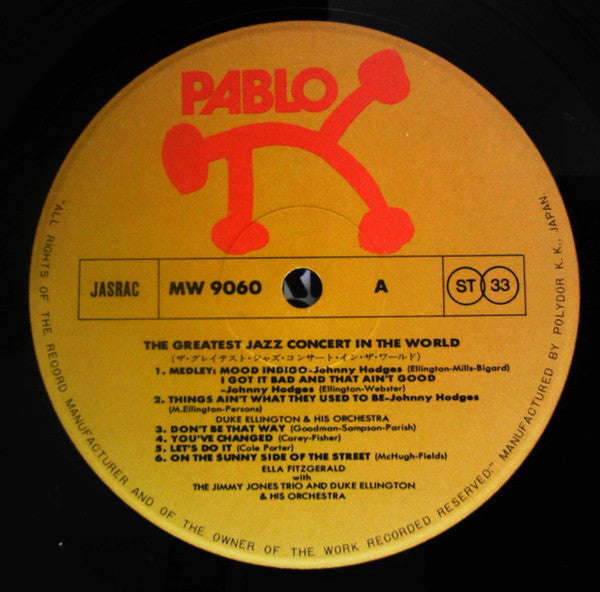 PABLO
JASRAC
MW 9060
A
ST 33
THE GREATEST JAZZ CONCERT IN THE WORLD
(ザ・グレイテスト・ジャズ・コンサート・イン・ザ・ワールド)
1. MEDLEY: MOOD INDIGO-Johnny Hodges (Ellington-Mills-Bigard)
I GOT IT BAD AND THAT AIN'T GOOD
-Johnny Hodges (Ellington-Webster)
2. THINGS AIN'T WHAT THEY USED TO BE-Johnny Hodges
(M.Ellington-Persons)
DUKE ELLINGTON & HIS ORCHESTRA
3. DON'T BE THAT WAY (Goodman-Sampson-Parish)
4. YOU'VE CHANGED (Carey-Fisher)
5. LET'S DO IT (Cole Porter)
6. ON THE SUNNY SIDE OF THE STREET (McHugh-Fields)
ELLA FITZGERALD
with
THE JIMMY JONES TRIO AND DUKE ELLINGTON
& HIS ORCHESTRA
"ALL RIGHTS OF THE RECORD MANUFACTURER AND OF THE OWNER OF THE WORK RECORDED RESERVED." MANUFACTURED BY POLYDOR K.K., JAPAN.